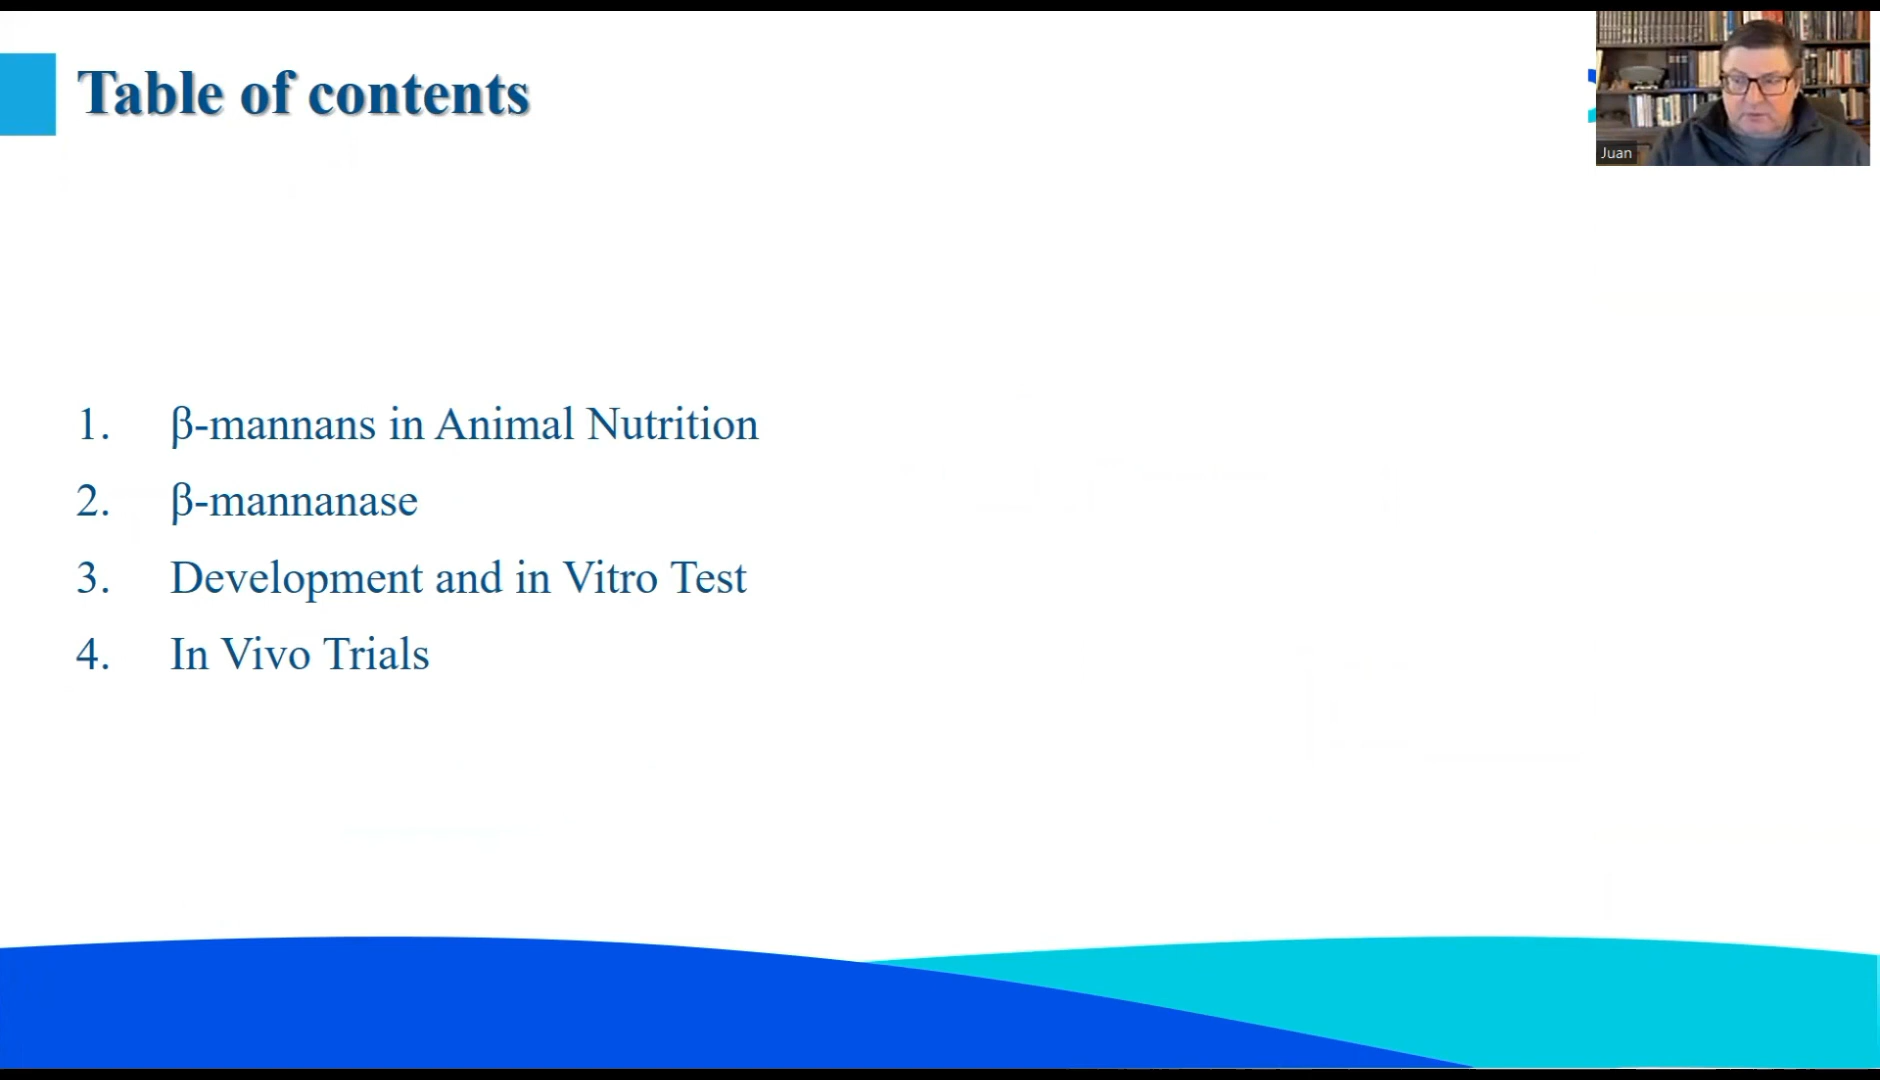 Table of contents
Juan
1. β-mannans in Animal Nutrition
2. β-mannanase
3. Development and in Vitro Test
4. In Vivo Trials